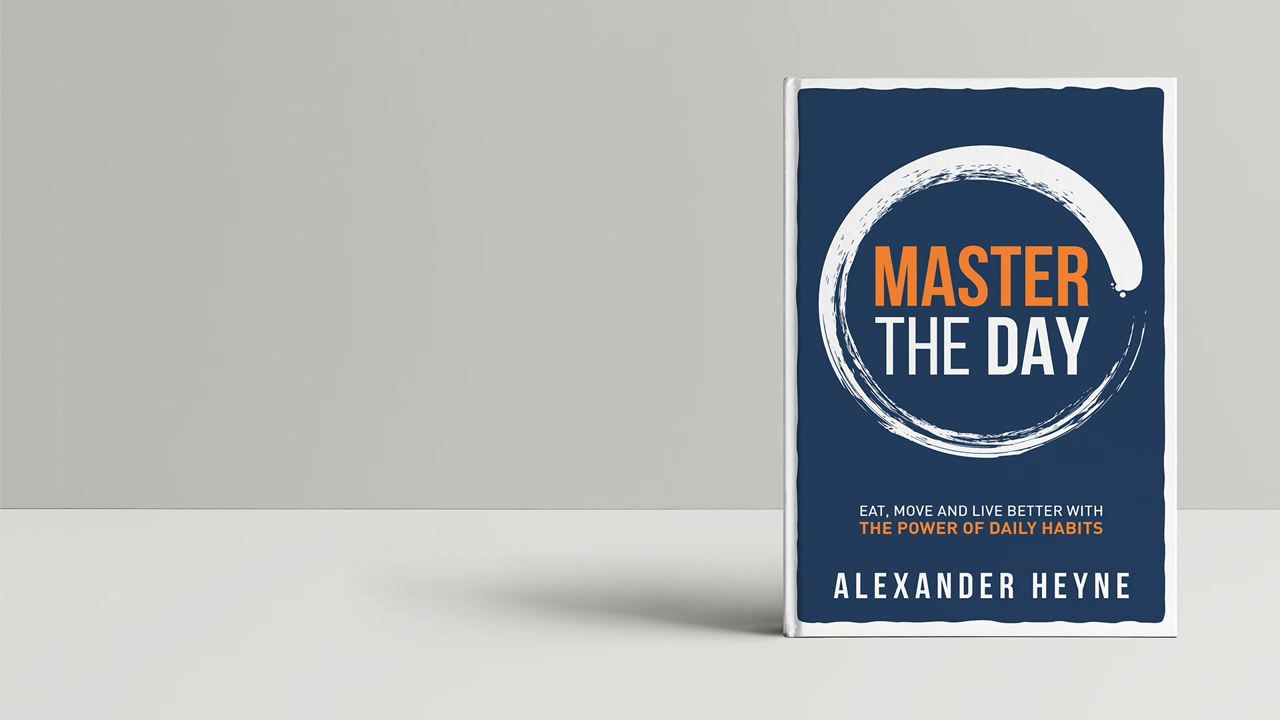 MASTER
THE DAY
EAT, MOVE AND LIVE BETTER WITH
THE POWER OF DAILY HABITS
ALEXANDER HEYNE